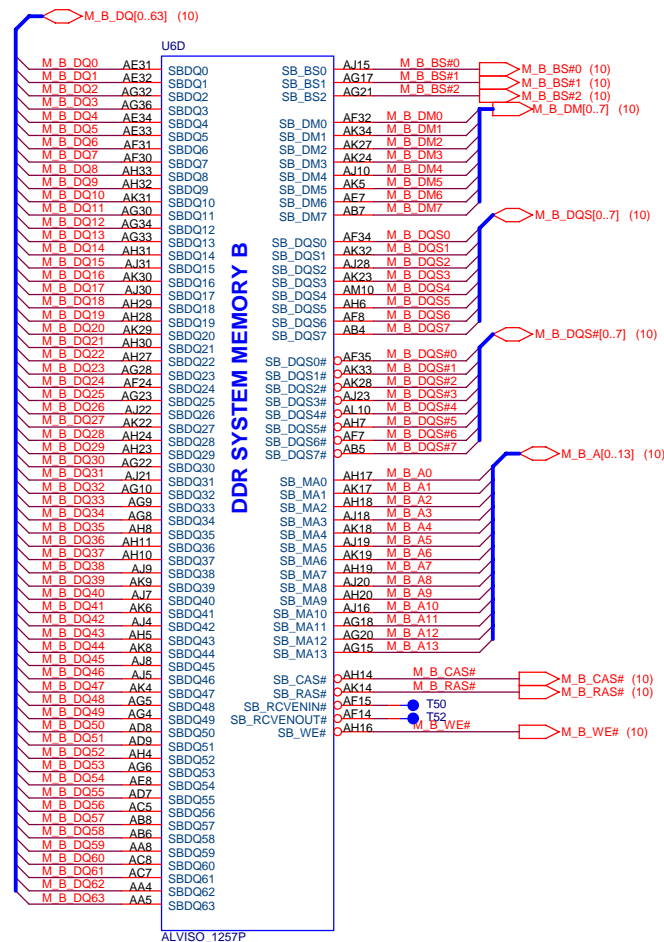 M_B_DQ[0..63] (10)
U6D
M_B_DQ0 AE31 SBDQ0
M_B_DQ1 AE32 SBDQ1
M_B_DQ2 AG32 SBDQ2
M_B_DQ3 AG36 SBDQ3
M_B_DQ4 AE34 SBDQ4
M_B_DQ5 AE33 SBDQ5
M_B_DQ6 AF31 SBDQ6
M_B_DQ7 AF30 SBDQ7
M_B_DQ8 AH33 SBDQ8
M_B_DQ9 AH32 SBDQ9
M_B_DQ10 AK31 SBDQ10
M_B_DQ11 AG30 SBDQ11
M_B_DQ12 AG34 SBDQ12
M_B_DQ13 AG33 SBDQ13
M_B_DQ14 AH31 SBDQ14
M_B_DQ15 AJ31 SBDQ15
M_B_DQ16 AK30 SBDQ16
M_B_DQ17 AJ30 SBDQ17
M_B_DQ18 AH29 SBDQ18
M_B_DQ19 AH28 SBDQ19
M_B_DQ20 AK29 SBDQ20
M_B_DQ21 AH30 SBDQ21
M_B_DQ22 AH27 SBDQ22
M_B_DQ23 AG28 SBDQ23
M_B_DQ24 AF24 SBDQ24
M_B_DQ25 AG23 SBDQ25
M_B_DQ26 AJ22 SBDQ26
M_B_DQ27 AK22 SBDQ27
M_B_DQ28 AH24 SBDQ28
M_B_DQ29 AH23 SBDQ29
M_B_DQ30 AG22 SBDQ30
M_B_DQ31 AJ21 SBDQ31
M_B_DQ32 AG10 SBDQ32
M_B_DQ33 AG9 SBDQ33
M_B_DQ34 AG8 SBDQ34
M_B_DQ35 AH8 SBDQ35
M_B_DQ36 AH11 SBDQ36
M_B_DQ37 AH10 SBDQ37
M_B_DQ38 AJ9 SBDQ38
M_B_DQ39 AK9 SBDQ39
M_B_DQ40 AJ7 SBDQ40
M_B_DQ41 AK6 SBDQ41
M_B_DQ42 AJ4 SBDQ42
M_B_DQ43 AH5 SBDQ43
M_B_DQ44 AK8 SBDQ44
M_B_DQ45 AJ8 SBDQ45
M_B_DQ46 AJ5 SBDQ46
M_B_DQ47 AK4 SBDQ47
M_B_DQ48 AG5 SBDQ48
M_B_DQ49 AG4 SBDQ49
M_B_DQ50 AD8 SBDQ50
M_B_DQ51 AD9 SBDQ51
M_B_DQ52 AH4 SBDQ52
M_B_DQ53 AG6 SBDQ53
M_B_DQ54 AE8 SBDQ54
M_B_DQ55 AD7 SBDQ55
M_B_DQ56 AC5 SBDQ56
M_B_DQ57 AB8 SBDQ57
M_B_DQ58 AB6 SBDQ58
M_B_DQ59 AA8 SBDQ59
M_B_DQ60 AC8 SBDQ60
M_B_DQ61 AC7 SBDQ61
M_B_DQ62 AA4 SBDQ62
M_B_DQ63 AA5 SBDQ63
DDR SYSTEM MEMORY B
SB_BS0 AJ15 M_B_BS#0 M_B_BS#0 (10)
SB_BS1 AG17 M_B_BS#1 M_B_BS#1 (10)
SB_BS2 AG21 M_B_BS#2 M_B_BS#2 (10)
M_B_DM[0..7] (10)
SB_DM0 AF32 M_B_DM0
SB_DM1 AK34 M_B_DM1
SB_DM2 AK27 M_B_DM2
SB_DM3 AK24 M_B_DM3
SB_DM4 AJ10 M_B_DM4
SB_DM5 AK5 M_B_DM5
SB_DM6 AE7 M_B_DM6
SB_DM7 AB7 M_B_DM7
M_B_DQS[0..7] (10)
SB_DQS0 AF34 M_B_DQS0
SB_DQS1 AK32 M_B_DQS1
SB_DQS2 AJ28 M_B_DQS2
SB_DQS3 AK23 M_B_DQS3
SB_DQS4 AM10 M_B_DQS4
SB_DQS5 AH6 M_B_DQS5
SB_DQS6 AF8 M_B_DQS6
SB_DQS7 AB4 M_B_DQS7
M_B_DQS#[0..7] (10)
SB_DQS0# AF35 M_B_DQS#0
SB_DQS1# AK33 M_B_DQS#1
SB_DQS2# AK28 M_B_DQS#2
SB_DQS3# AJ23 M_B_DQS#3
SB_DQS4# AL10 M_B_DQS#4
SB_DQS5# AH7 M_B_DQS#5
SB_DQS6# AF7 M_B_DQS#6
SB_DQS7# AB5 M_B_DQS#7
M_B_A[0..13] (10)
SB_MA0 AH17 M_B_A0
SB_MA1 AK17 M_B_A1
SB_MA2 AH18 M_B_A2
SB_MA3 AJ18 M_B_A3
SB_MA4 AK18 M_B_A4
SB_MA5 AJ19 M_B_A5
SB_MA6 AK19 M_B_A6
SB_MA7 AH19 M_B_A7
SB_MA8 AJ20 M_B_A8
SB_MA9 AH20 M_B_A9
SB_MA10 AJ16 M_B_A10
SB_MA11 AG18 M_B_A11
SB_MA12 AG20 M_B_A12
SB_MA13 AG15 M_B_A13
SB_CAS# AH14 M_B_CAS# M_B_CAS# (10)
SB_RAS# AK14 M_B_RAS# M_B_RAS# (10)
SB_RCVENIN# AF15 T50
SB_RCVENOUT# AF14 T52
SB_WE# AH16 M_B_WE# M_B_WE# (10)
ALVISO_1257P